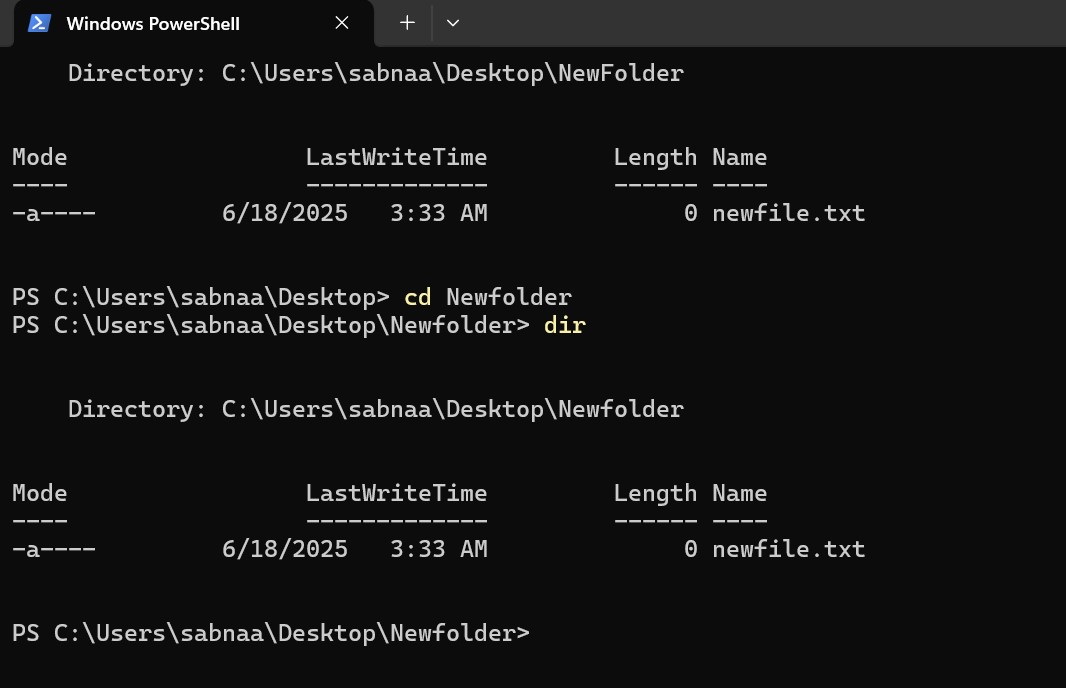 Windows PowerShell
    Directory: C:\Users\sabnaa\Desktop\NewFolder
Mode                 LastWriteTime         Length Name
----                 -------------         ------ ----
-a----         6/18/2025   3:33 AM              0 newfile.txt
PS C:\Users\sabnaa\Desktop> cd Newfolder
PS C:\Users\sabnaa\Desktop\Newfolder> dir
    Directory: C:\Users\sabnaa\Desktop\Newfolder
Mode                 LastWriteTime         Length Name
----                 -------------         ------ ----
-a----         6/18/2025   3:33 AM              0 newfile.txt
PS C:\Users\sabnaa\Desktop\Newfolder>